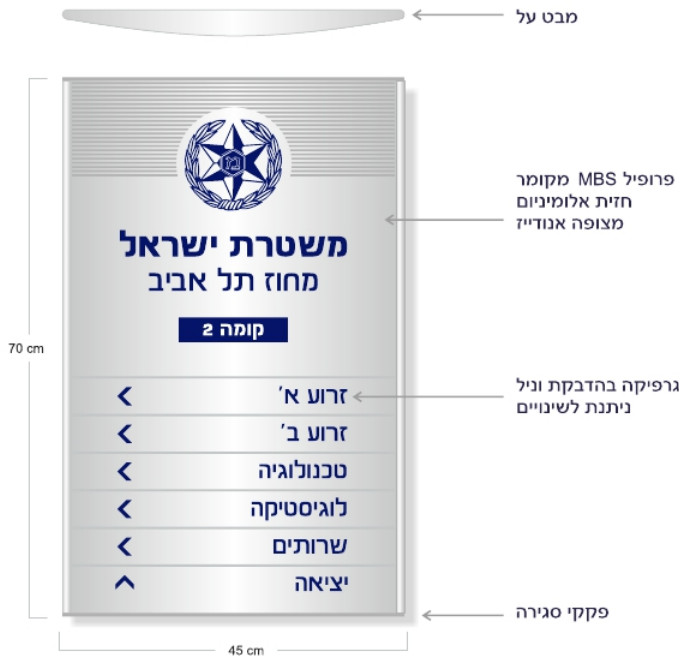 מבט על
פרופיל MBS מקומר
חזית אלומיניום
מצופה אנודייז
מ
משטרת ישראל
מחוז תל אביב
קומה 2
70 cm
זרוע א'
גרפיקה בהדבקת וניל
ניתנת לשינויים
זרוע ב'
טכנולוגיה
לוגיסטיקה
שרותים
יציאה
פקקי סגירה
45 cm